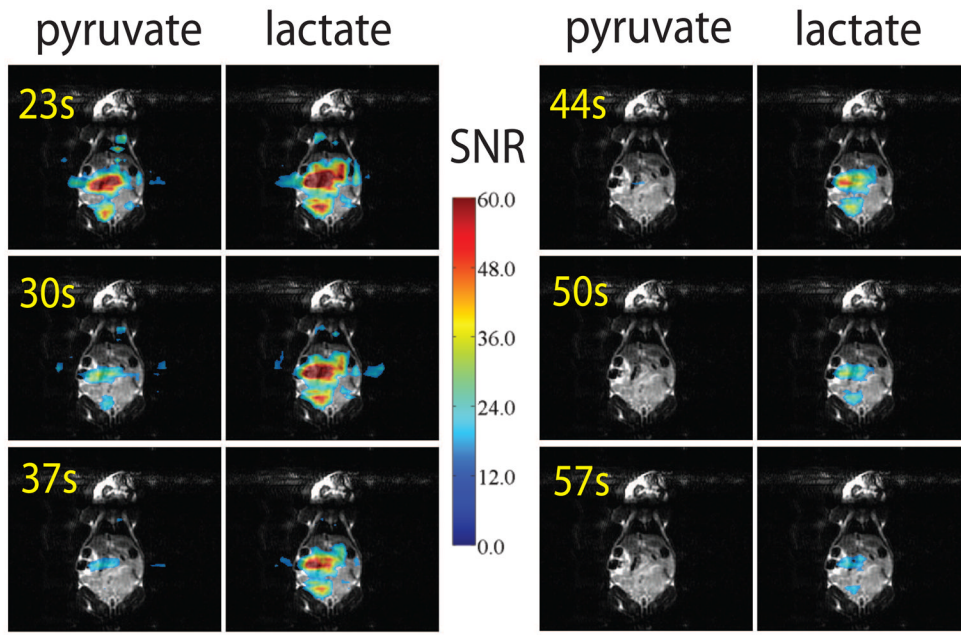 pyruvate lactate
pyruvate lactate
23s
44s
SNR
60.0
48.0
36.0
24.0
12.0
0.0
30s
50s
37s
57s